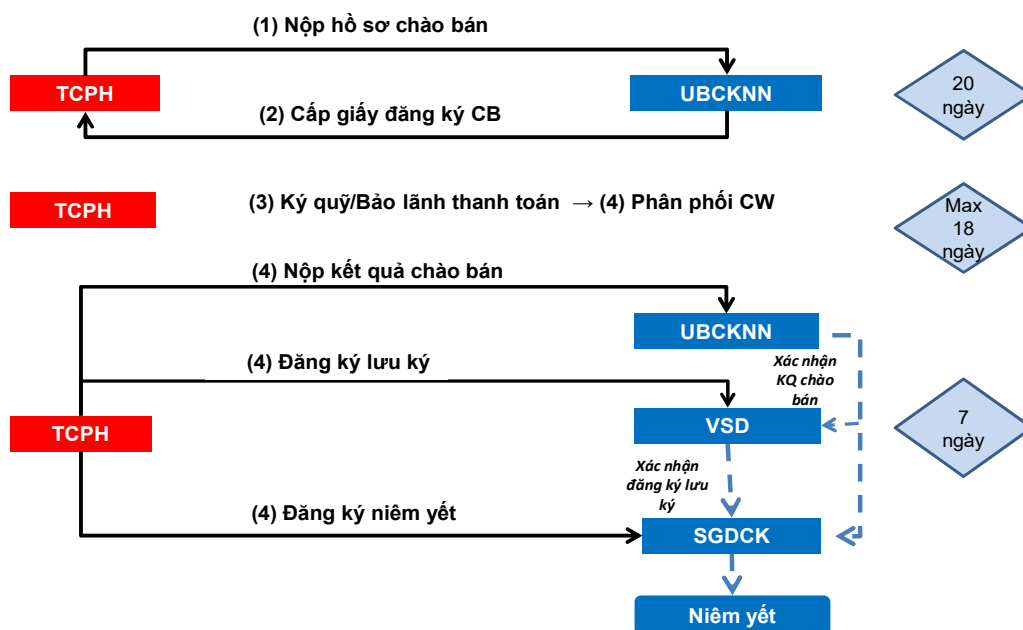 (1) Nộp hồ sơ chào bán
TCPH
UBCKNN
20
ngày
(2) Cấp giấy đăng ký CB
TCPH
(3) Ký quỹ/Bảo lãnh thanh toán → (4) Phân phối CW
Max
18
ngày
(4) Nộp kết quả chào bán
UBCKNN
Xác nhận
KQ chào
bán
(4) Đăng ký lưu ký
TCPH
VSD
7
ngày
Xác nhận
đăng ký lưu
ký
(4) Đăng ký niêm yết
SGDCK
Niêm yết